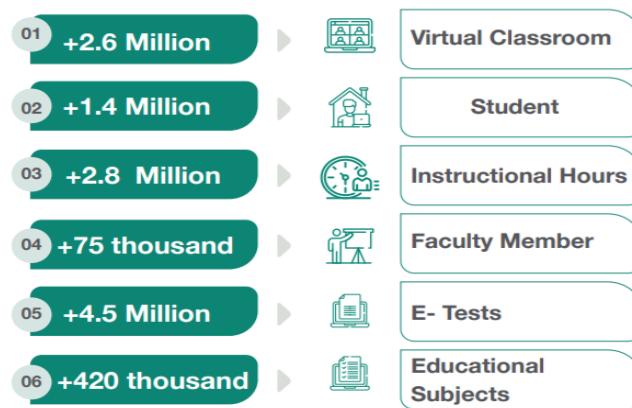 01 +2.6 Million Virtual Classroom
02 +1.4 Million Student
03 +2.8 Million Instructional Hours
04 +75 thousand Faculty Member
05 +4.5 Million E- Tests
06 +420 thousand Educational
Subjects